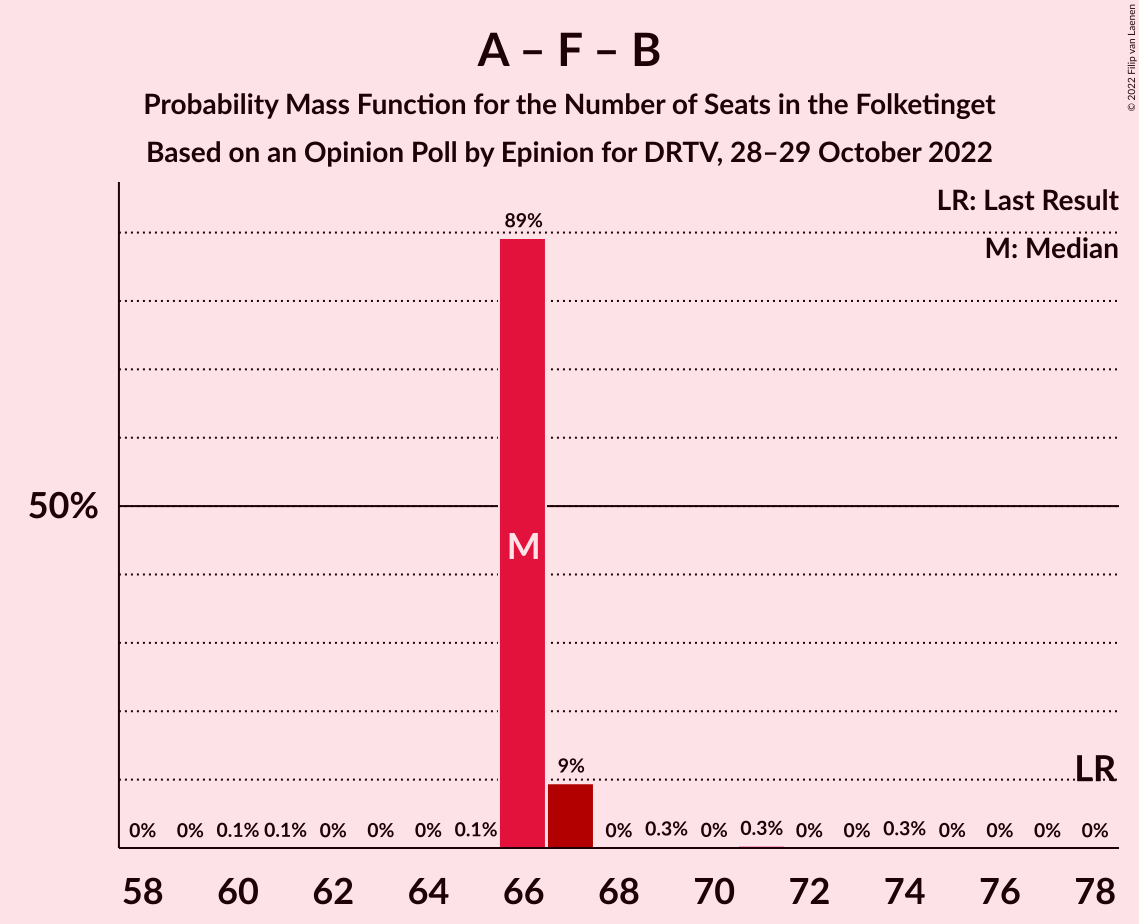 A – F – B
Probability Mass Function for the Number of Seats in the Folketinget
Based on an Opinion Poll by Epinion for DRTV, 28–29 October 2022
© 2022 Filip van Laenen
LR: Last Result
M: Median
89%
50%
M
9%
LR
0% 0% 0.1% 0.1% 0% 0% 0% 0.1% 0% 0.3% 0% 0.3% 0% 0% 0.3% 0% 0% 0% 0%
58 60 62 64 66 68 70 72 74 76 78